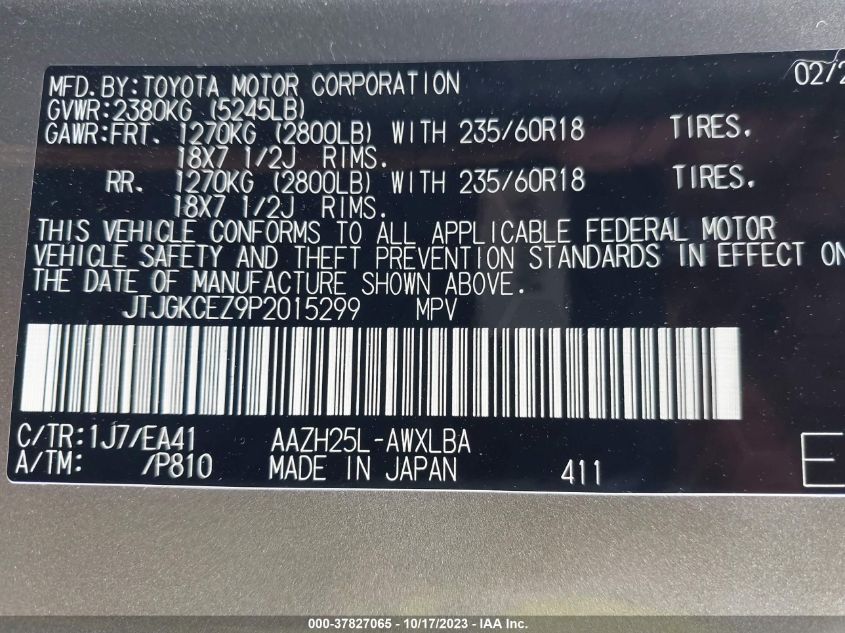 MFD.BY:TOYOTA MOTOR CORPORATION 02/2
GVWR:2380KG (5245LB)
GAWR:FRT. 1270KG (2800LB) WITH 235/60R18 TIRES.
18X7 1/2J RIMS.
RR. 1270KG (2800LB) WITH 235/60R18 TIRES.
18X7 1/2J RIMS.
THIS VEHICLE CONFORMS TO ALL APPLICABLE FEDERAL MOTOR
VEHICLE SAFETY AND THEFT PREVENTION STANDARDS IN EFFECT ON
THE DATE OF MANUFACTURE SHOWN ABOVE.
JTJGKCEZ9P2015299 MPV
C/TR:1J7/EA41 AAZH25L-AWXLBA
A/TM: /P810 MADE IN JAPAN 411 E
000-37827065 - 10/17/2023 - IAA Inc.